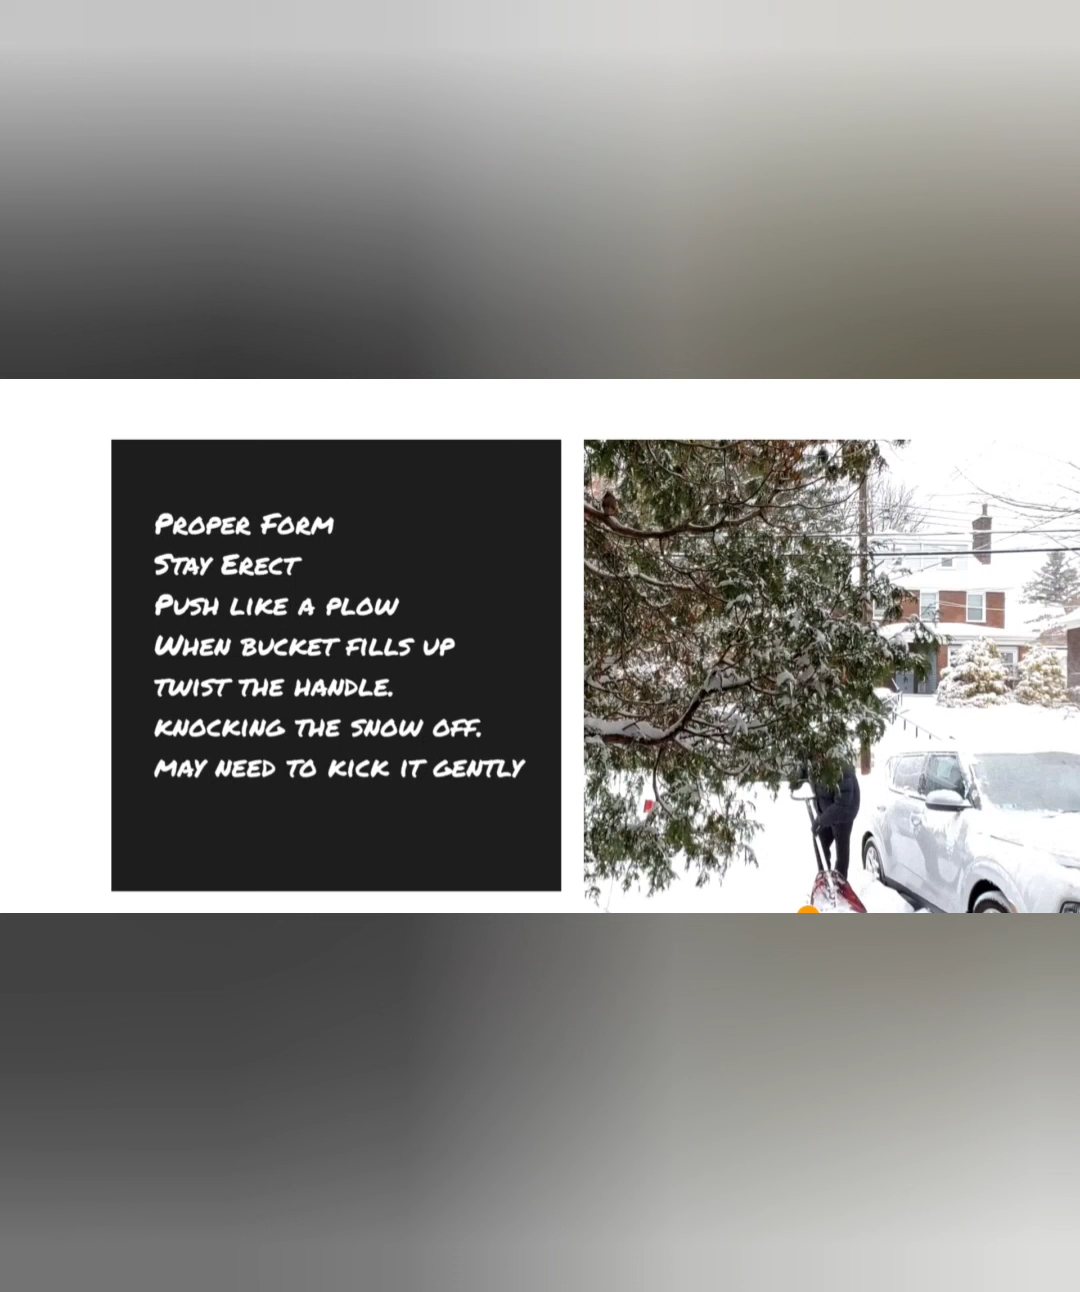 Proper Form
Stay Erect
Push like a plow
When bucket fills up
twist the handle.
knocking the snow off.
may need to kick it gently